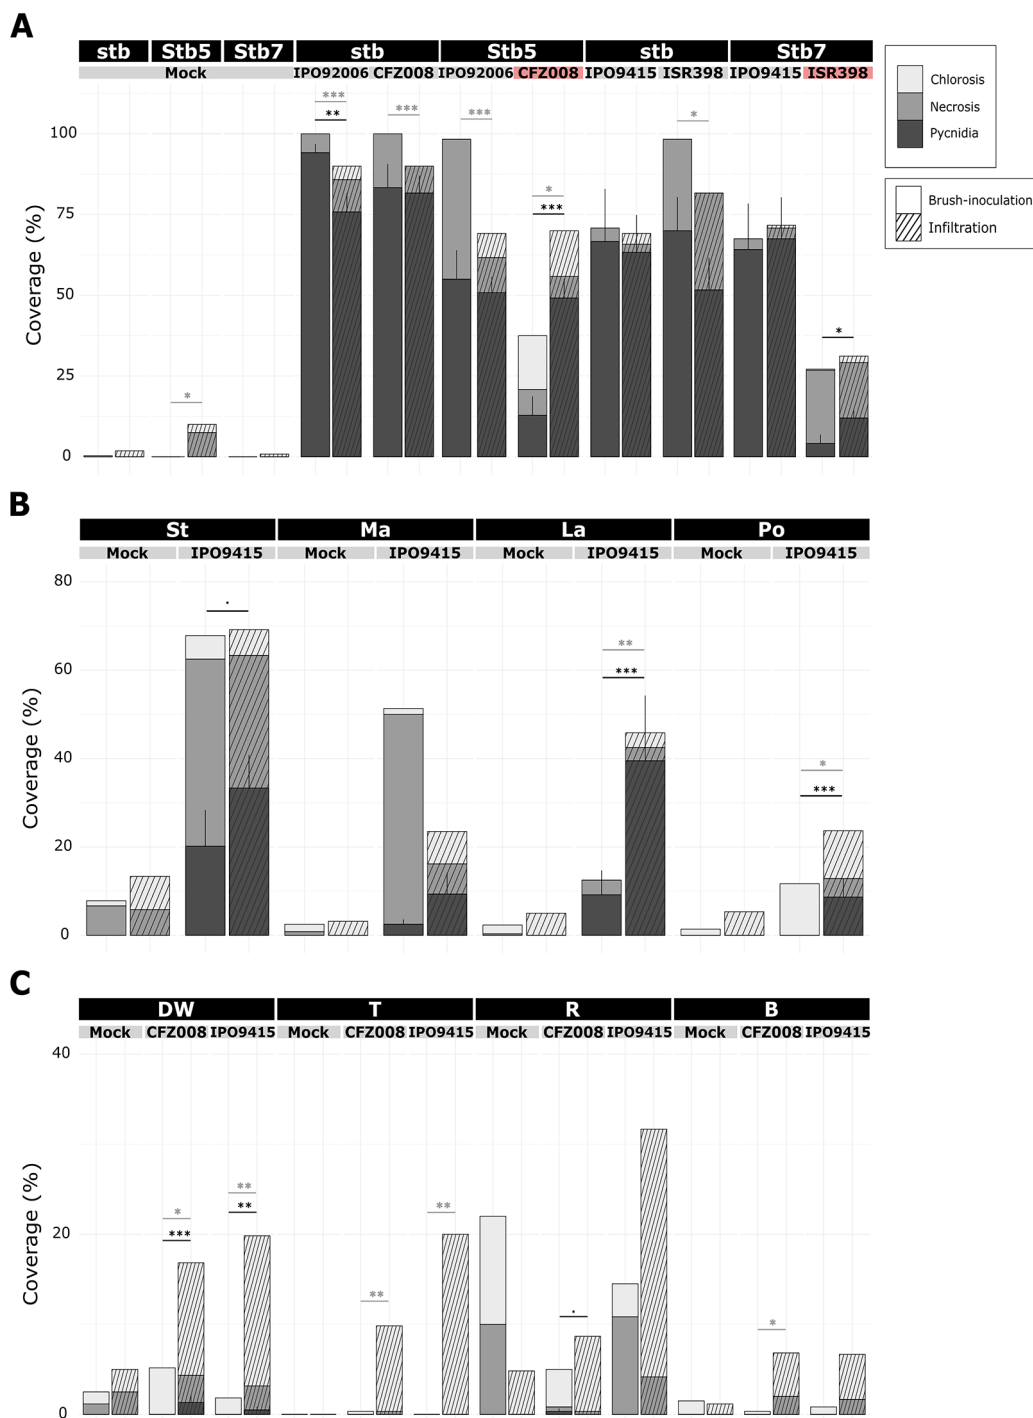 A
stb Stb5 Stb7 stb Stb5 stb Stb7
Mock IPO92006 CFZ008 IPO92006 CFZ008 IPO9415 ISR398 IPO9415 ISR398
Chlorosis
Necrosis
Pycnidia
Brush-inoculation
Infiltration
Coverage (%)
100
75
50
25
0
*** ** *** *** * *** * * *
B
St Ma La Po
Mock IPO9415 Mock IPO9415 Mock IPO9415 Mock IPO9415
Coverage (%)
80
60
40
20
0
. ** *** * ***
C
DW T R B
Mock CFZ008 IPO9415 Mock CFZ008 IPO9415 Mock CFZ008 IPO9415 Mock CFZ008 IPO9415
Coverage (%)
40
20
0
* *** ** ** ** ** . *